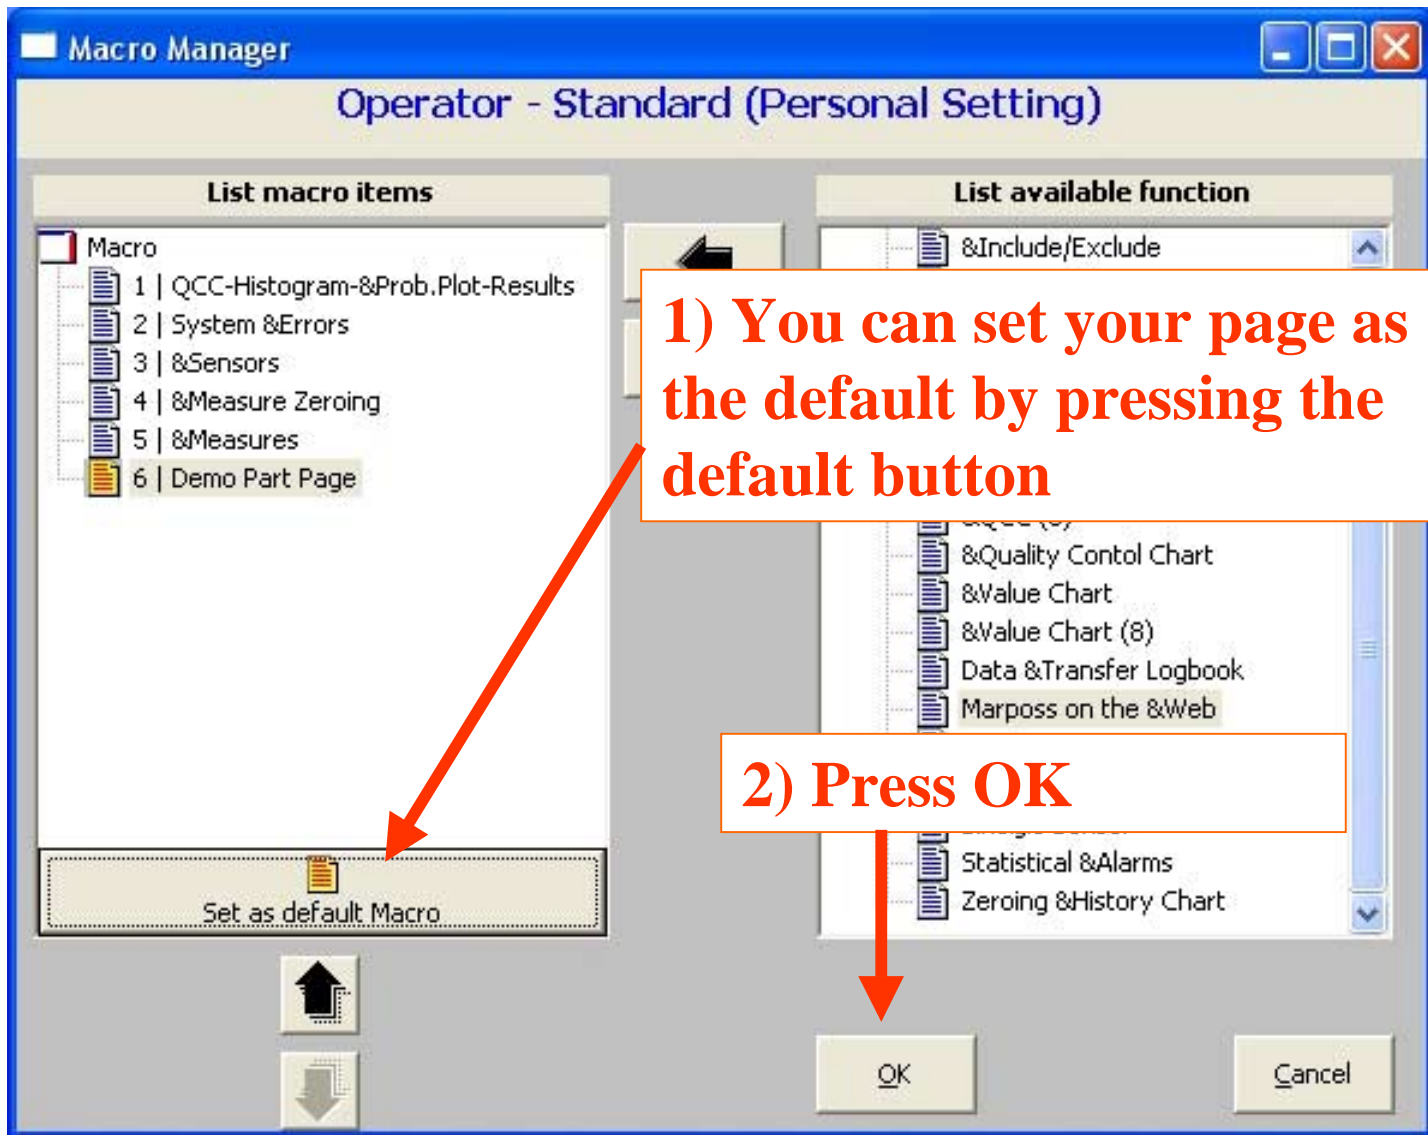 Macro Manager
Operator - Standard (Personal Setting)
List macro items
Macro
1 | QCC-Histogram-&Prob.Plot-Results
2 | System &Errors
3 | &Sensors
4 | &Measure Zeroing
5 | &Measures
6 | Demo Part Page
Set as default Macro
List available function
&Include/Exclude
1) You can set your page as
the default by pressing the
default button
&Quality Contol Chart
&Value Chart
&Value Chart (8)
Data &Transfer Logbook
Marposs on the &Web
2) Press OK
Statistical &Alarms
Zeroing &History Chart
OK
Cancel